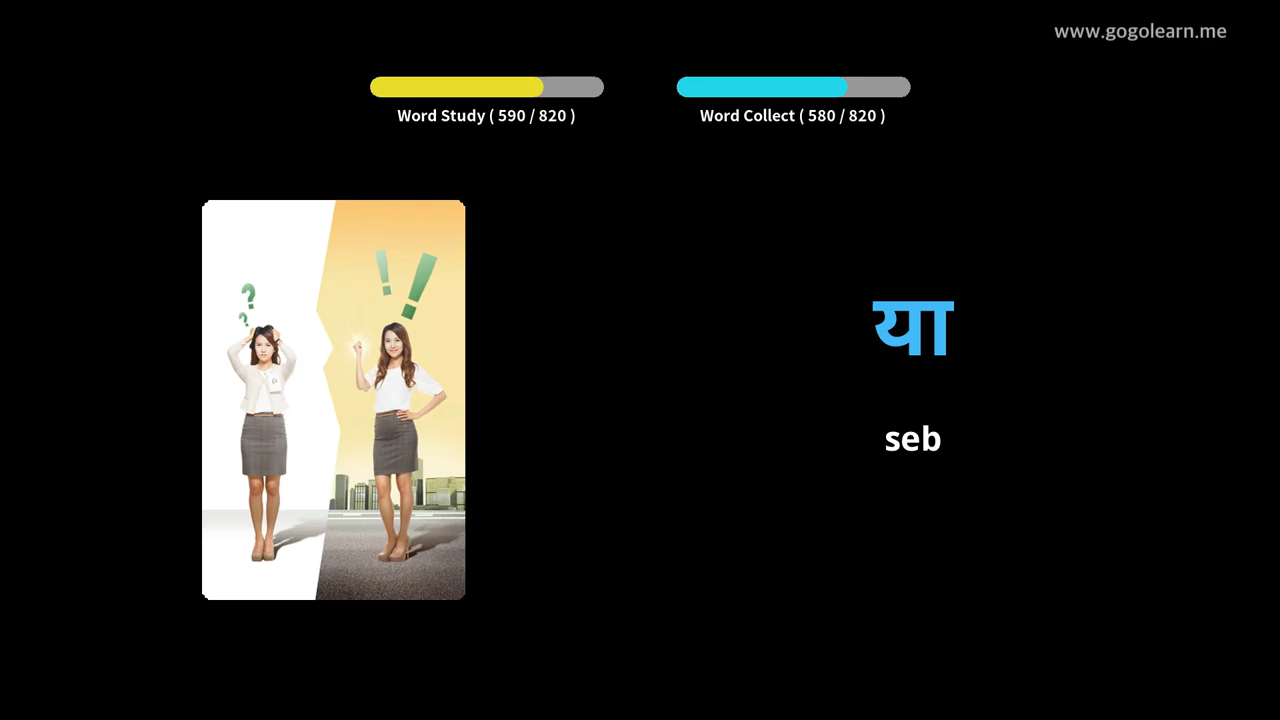 www.gogolearn.me
Word Study ( 590 / 820 )
Word Collect ( 580 / 820 )
? ! !
?
या
seb